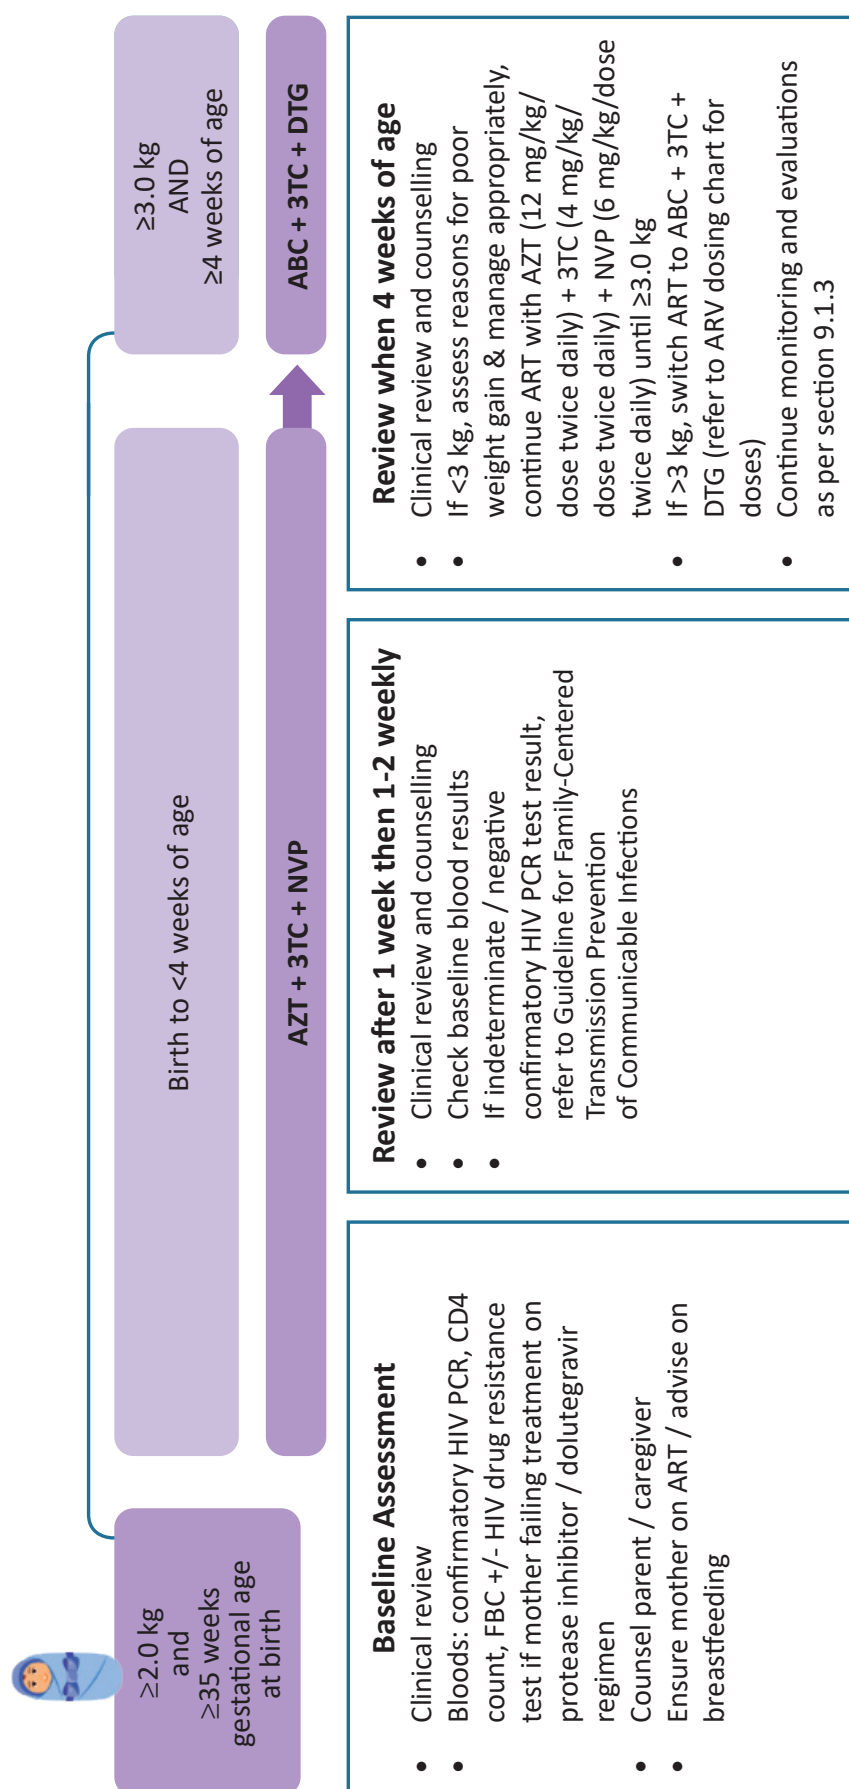 ≥2.0 kg
and
≥35 weeks
gestational age
at birth
Birth to <4 weeks of age
≥3.0 kg
AND
≥4 weeks of age
AZT + 3TC + NVP
ABC + 3TC + DTG
Baseline Assessment
• Clinical review
• Bloods: confirmatory HIV PCR, CD4
count, FBC +/- HIV drug resistance
test if mother failing treatment on
protease inhibitor / dolutegravir
regimen
• Counsel parent / caregiver
• Ensure mother on ART / advise on
breastfeeding
Review after 1 week then 1-2 weekly
• Clinical review and counselling
• Check baseline blood results
• If indeterminate / negative
confirmatory HIV PCR test result,
refer to Guideline for Family-Centered
Transmission Prevention
of Communicable Infections
Review when 4 weeks of age
• Clinical review and counselling
• If <3 kg, assess reasons for poor
weight gain & manage appropriately,
continue ART with AZT (12 mg/kg/
dose twice daily) + 3TC (4 mg/kg/
dose twice daily) + NVP (6 mg/kg/dose
twice daily) until ≥3.0 kg
• If >3 kg, switch ART to ABC + 3TC +
DTG (refer to ARV dosing chart for
doses)
• Continue monitoring and evaluations
as per section 9.1.3